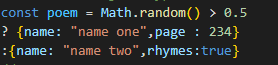 const poem = Math.random() > 0.5
? {name: "name one",page : 234}
:{name: "name two",rhymes:true}